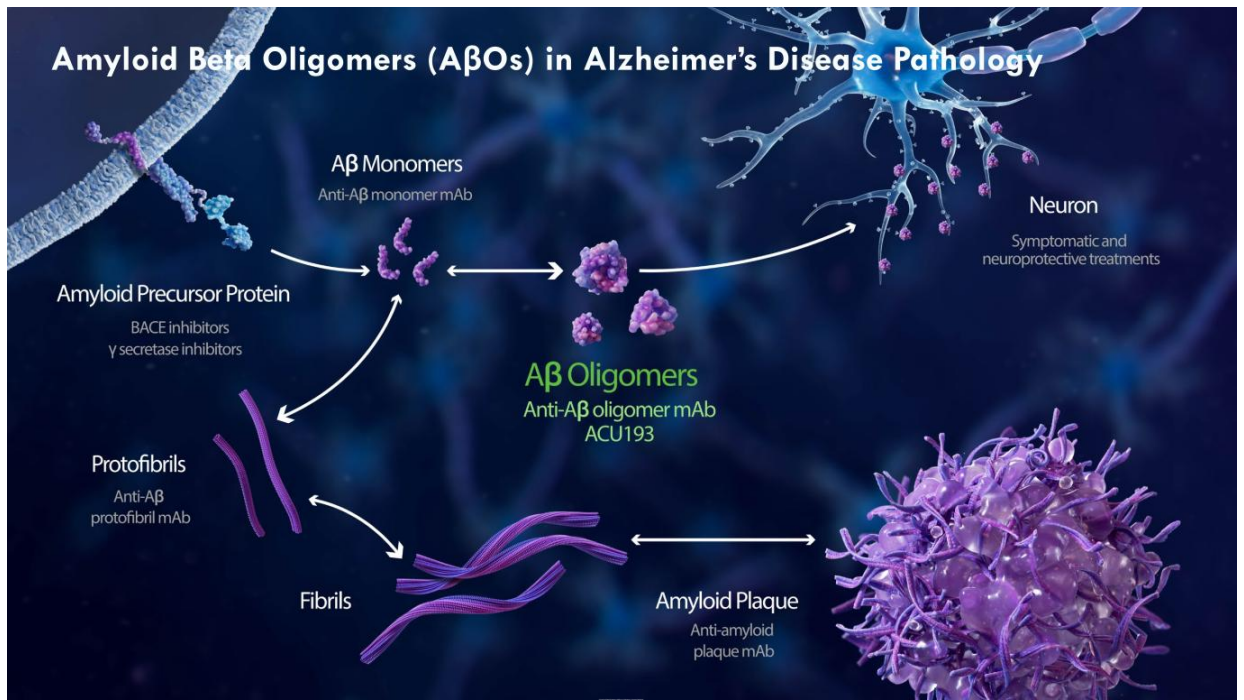 Amyloid Beta Oligomers (AβOs) in Alzheimer’s Disease Pathology
Aβ Monomers
Anti-Aβ monomer mAb
Neuron
Symptomatic and
neuroprotective treatments
Amyloid Precursor Protein
BACE inhibitors
γ secretase inhibitors
Aβ Oligomers
Anti-Aβ oligomer mAb
ACU193
Protofibrils
Anti-Aβ
protofibril mAb
Fibrils
Amyloid Plaque
Anti-amyloid
plaque mAb